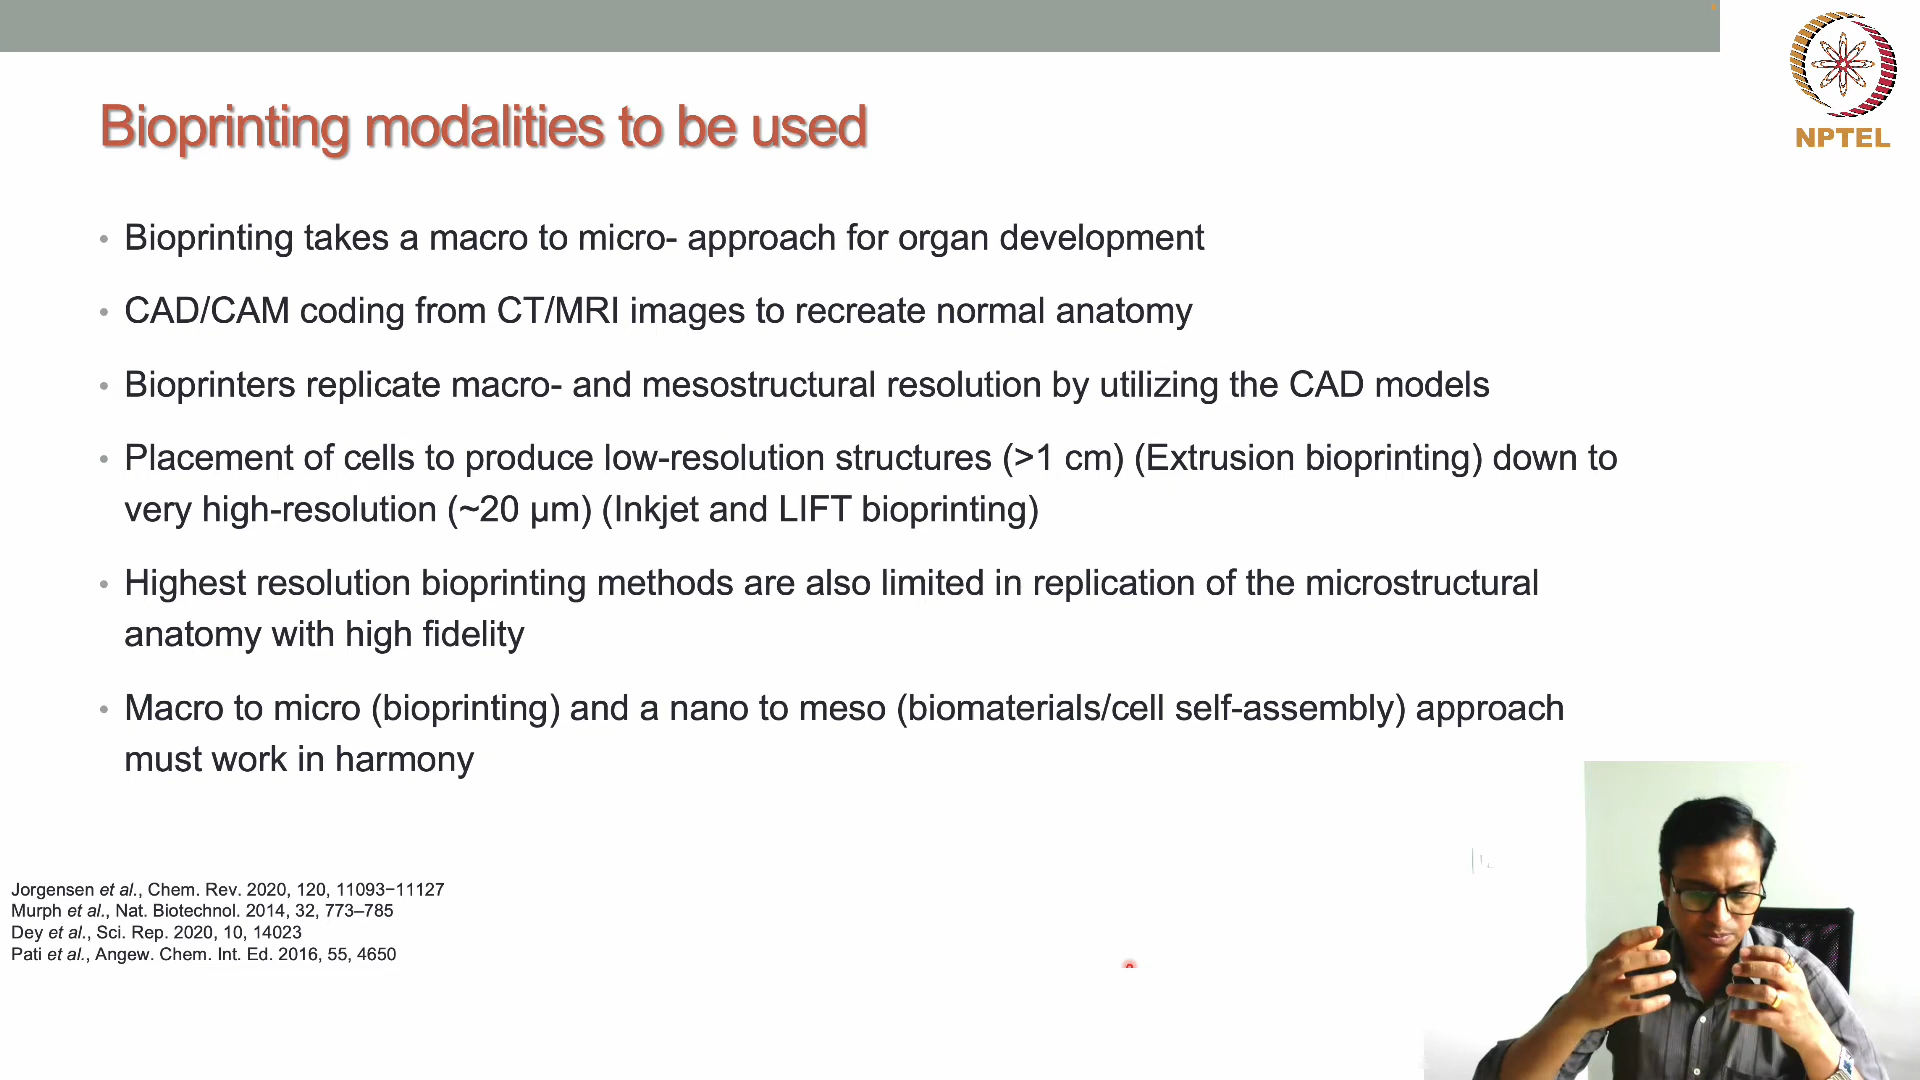 Bioprinting modalities to be used
NPTEL
• Bioprinting takes a macro to micro- approach for organ development
• CAD/CAM coding from CT/MRI images to recreate normal anatomy
• Bioprinters replicate macro- and mesostructural resolution by utilizing the CAD models
• Placement of cells to produce low-resolution structures (>1 cm) (Extrusion bioprinting) down to
very high-resolution (~20 µm) (Inkjet and LIFT bioprinting)
• Highest resolution bioprinting methods are also limited in replication of the microstructural
anatomy with high fidelity
• Macro to micro (bioprinting) and a nano to meso (biomaterials/cell self-assembly) approach
must work in harmony
Jorgensen et al., Chem. Rev. 2020, 120, 11093−11127
Murph et al., Nat. Biotechnol. 2014, 32, 773–785
Dey et al., Sci. Rep. 2020, 10, 14023
Pati et al., Angew. Chem. Int. Ed. 2016, 55, 4650